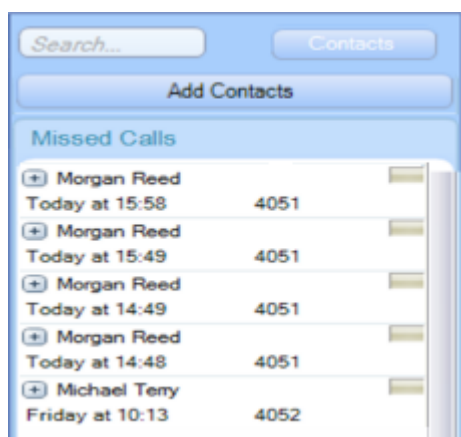 Search...
Contacts
Add Contacts
Missed Calls
Morgan Reed
Today at 15:58 4051
Morgan Reed
Today at 15:49 4051
Morgan Reed
Today at 14:49 4051
Morgan Reed
Today at 14:48 4051
Michael Terry
Friday at 10:13 4052